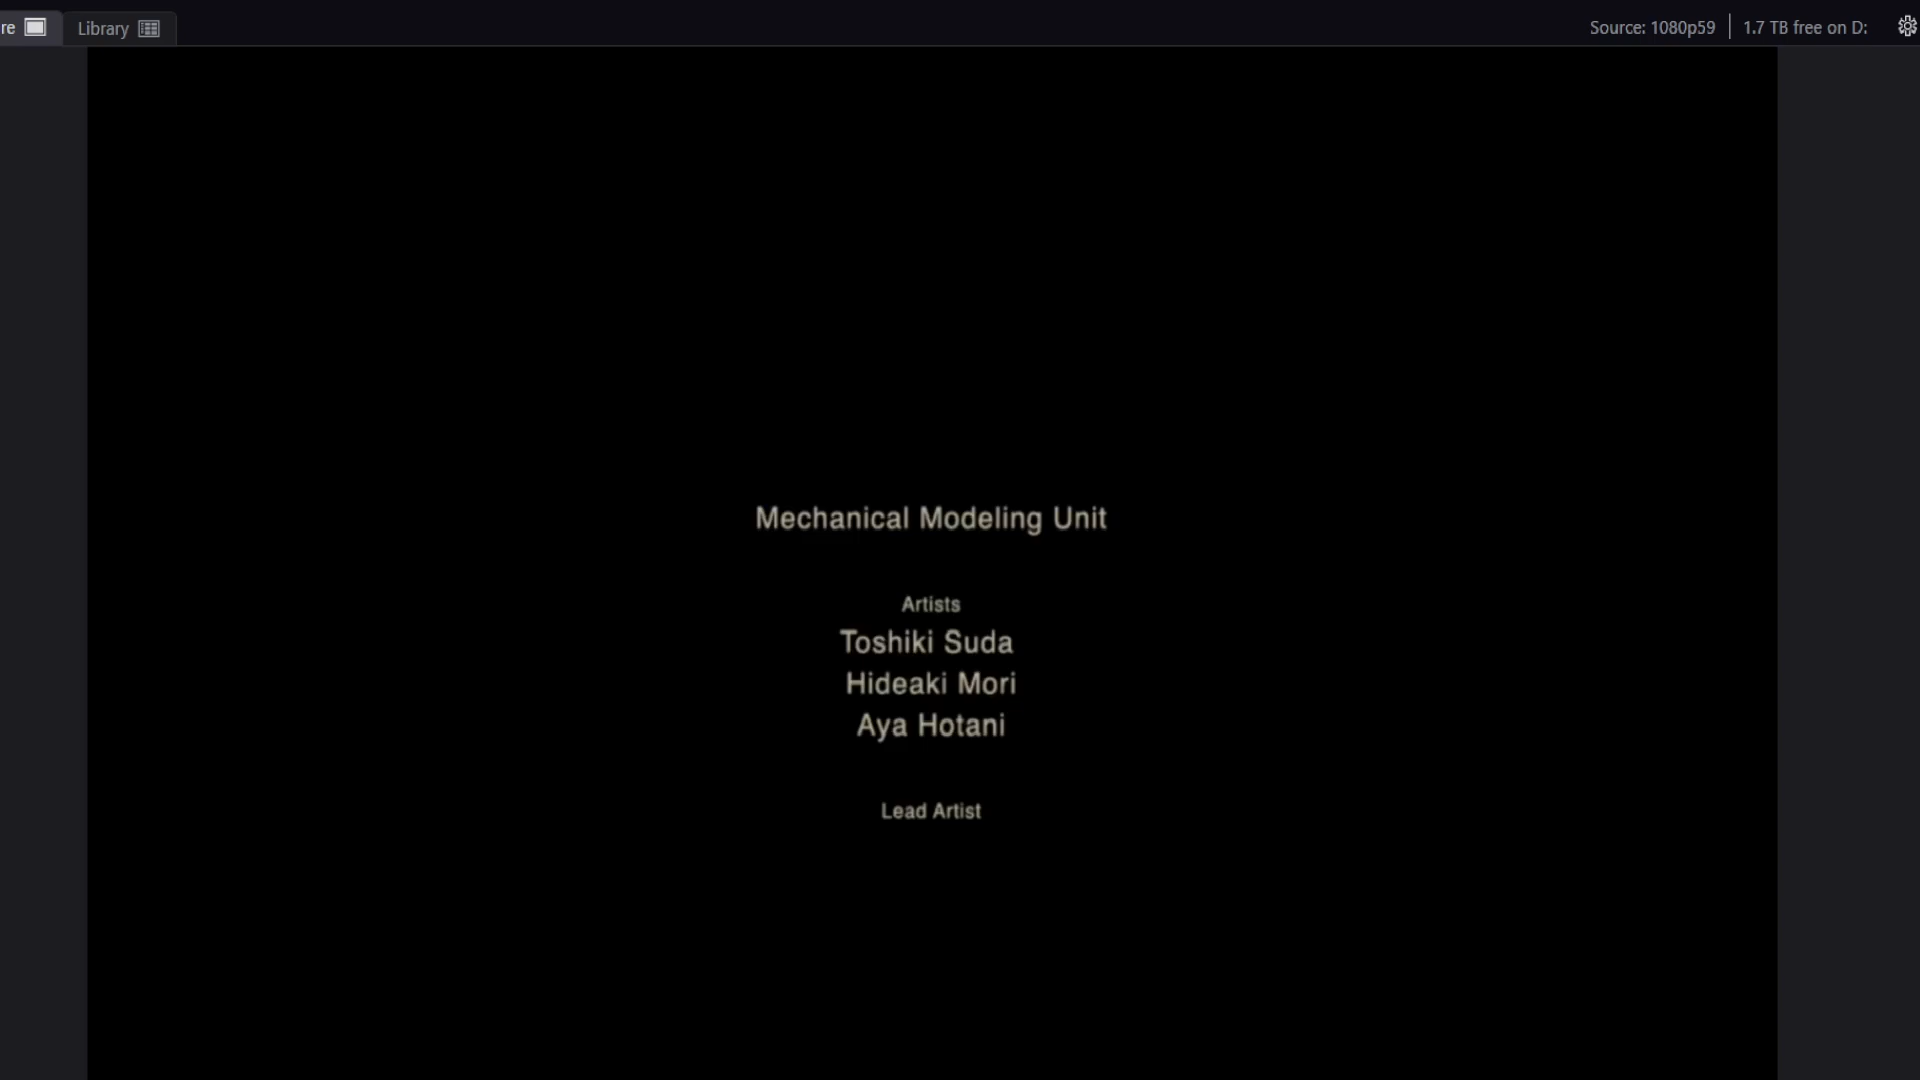 re
Library
Source: 1080p59
1.7 TB free on D:
Mechanical Modeling Unit
Artists
Toshiki Suda
Hideaki Mori
Aya Hotani
Lead Artist